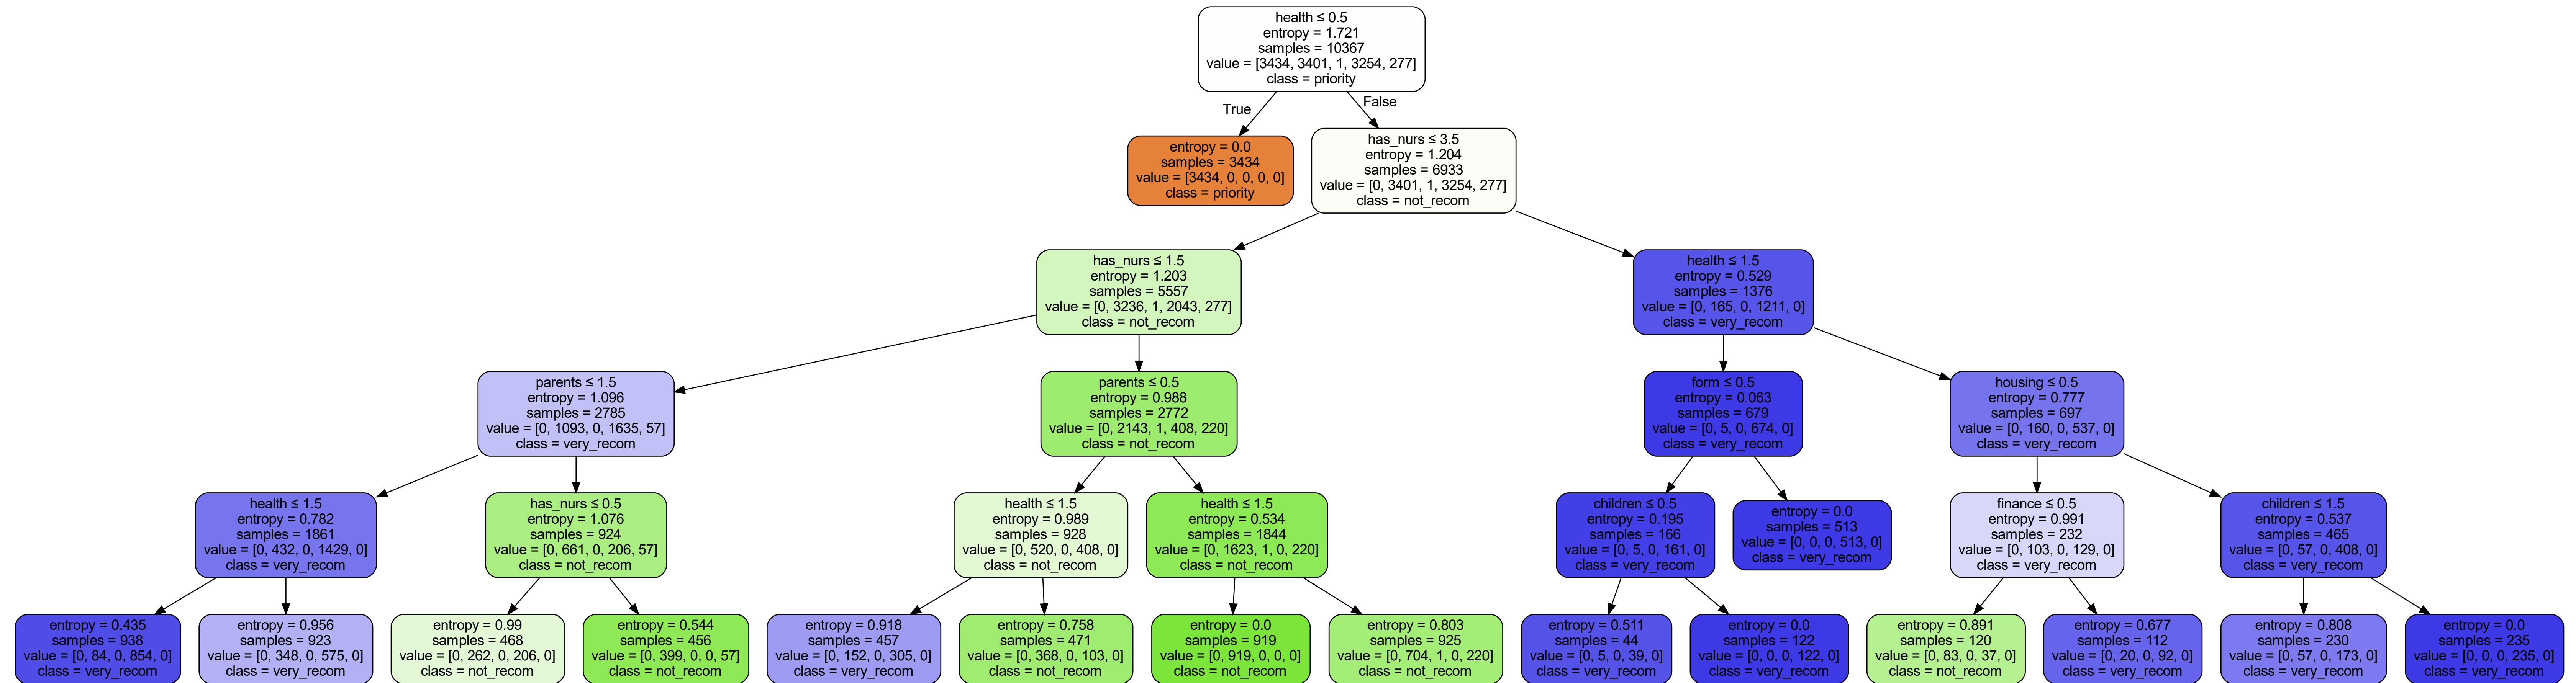 health ≤ 0.5
entropy = 1.721
samples = 10367
value = [3434, 3401, 1, 3254, 277]
class = priority
True
False
entropy = 0.0
samples = 3434
value = [3434, 0, 0, 0, 0]
class = priority
has_nurs ≤ 3.5
entropy = 1.204
samples = 6933
value = [0, 3401, 1, 3254, 277]
class = not_recom
has_nurs ≤ 1.5
entropy = 1.203
samples = 5557
value = [0, 3236, 1, 2043, 277]
class = not_recom
health ≤ 1.5
entropy = 0.529
samples = 1376
value = [0, 165, 0, 1211, 0]
class = very_recom
parents ≤ 1.5
entropy = 1.096
samples = 2785
value = [0, 1093, 0, 1635, 57]
class = very_recom
parents ≤ 0.5
entropy = 0.988
samples = 2772
value = [0, 2143, 1, 408, 220]
class = not_recom
form ≤ 0.5
entropy = 0.063
samples = 679
value = [0, 5, 0, 674, 0]
class = very_recom
housing ≤ 0.5
entropy = 0.777
samples = 697
value = [0, 160, 0, 537, 0]
class = very_recom
health ≤ 1.5
entropy = 0.782
samples = 1861
value = [0, 432, 0, 1429, 0]
class = very_recom
has_nurs ≤ 0.5
entropy = 1.076
samples = 924
value = [0, 661, 0, 206, 57]
class = not_recom
health ≤ 1.5
entropy = 0.989
samples = 928
value = [0, 520, 0, 408, 0]
class = not_recom
health ≤ 1.5
entropy = 0.534
samples = 1844
value = [0, 1623, 1, 0, 220]
class = not_recom
children ≤ 0.5
entropy = 0.195
samples = 166
value = [0, 5, 0, 161, 0]
class = very_recom
entropy = 0.0
samples = 513
value = [0, 0, 0, 513, 0]
class = very_recom
finance ≤ 0.5
entropy = 0.991
samples = 232
value = [0, 103, 0, 129, 0]
class = very_recom
children ≤ 1.5
entropy = 0.537
samples = 465
value = [0, 57, 0, 408, 0]
class = very_recom
entropy = 0.435
samples = 938
value = [0, 84, 0, 854, 0]
class = very_recom
entropy = 0.956
samples = 923
value = [0, 348, 0, 575, 0]
class = very_recom
entropy = 0.99
samples = 468
value = [0, 262, 0, 206, 0]
class = not_recom
entropy = 0.544
samples = 456
value = [0, 399, 0, 0, 57]
class = not_recom
entropy = 0.918
samples = 457
value = [0, 152, 0, 305, 0]
class = very_recom
entropy = 0.758
samples = 471
value = [0, 368, 0, 103, 0]
class = not_recom
entropy = 0.0
samples = 919
value = [0, 919, 0, 0, 0]
class = not_recom
entropy = 0.803
samples = 925
value = [0, 704, 1, 0, 220]
class = not_recom
entropy = 0.511
samples = 44
value = [0, 5, 0, 39, 0]
class = very_recom
entropy = 0.0
samples = 122
value = [0, 0, 0, 122, 0]
class = very_recom
entropy = 0.891
samples = 120
value = [0, 83, 0, 37, 0]
class = not_recom
entropy = 0.677
samples = 112
value = [0, 20, 0, 92, 0]
class = very_recom
entropy = 0.808
samples = 230
value = [0, 57, 0, 173, 0]
class = very_recom
entropy = 0.0
samples = 235
value = [0, 0, 0, 235, 0]
class = very_recom